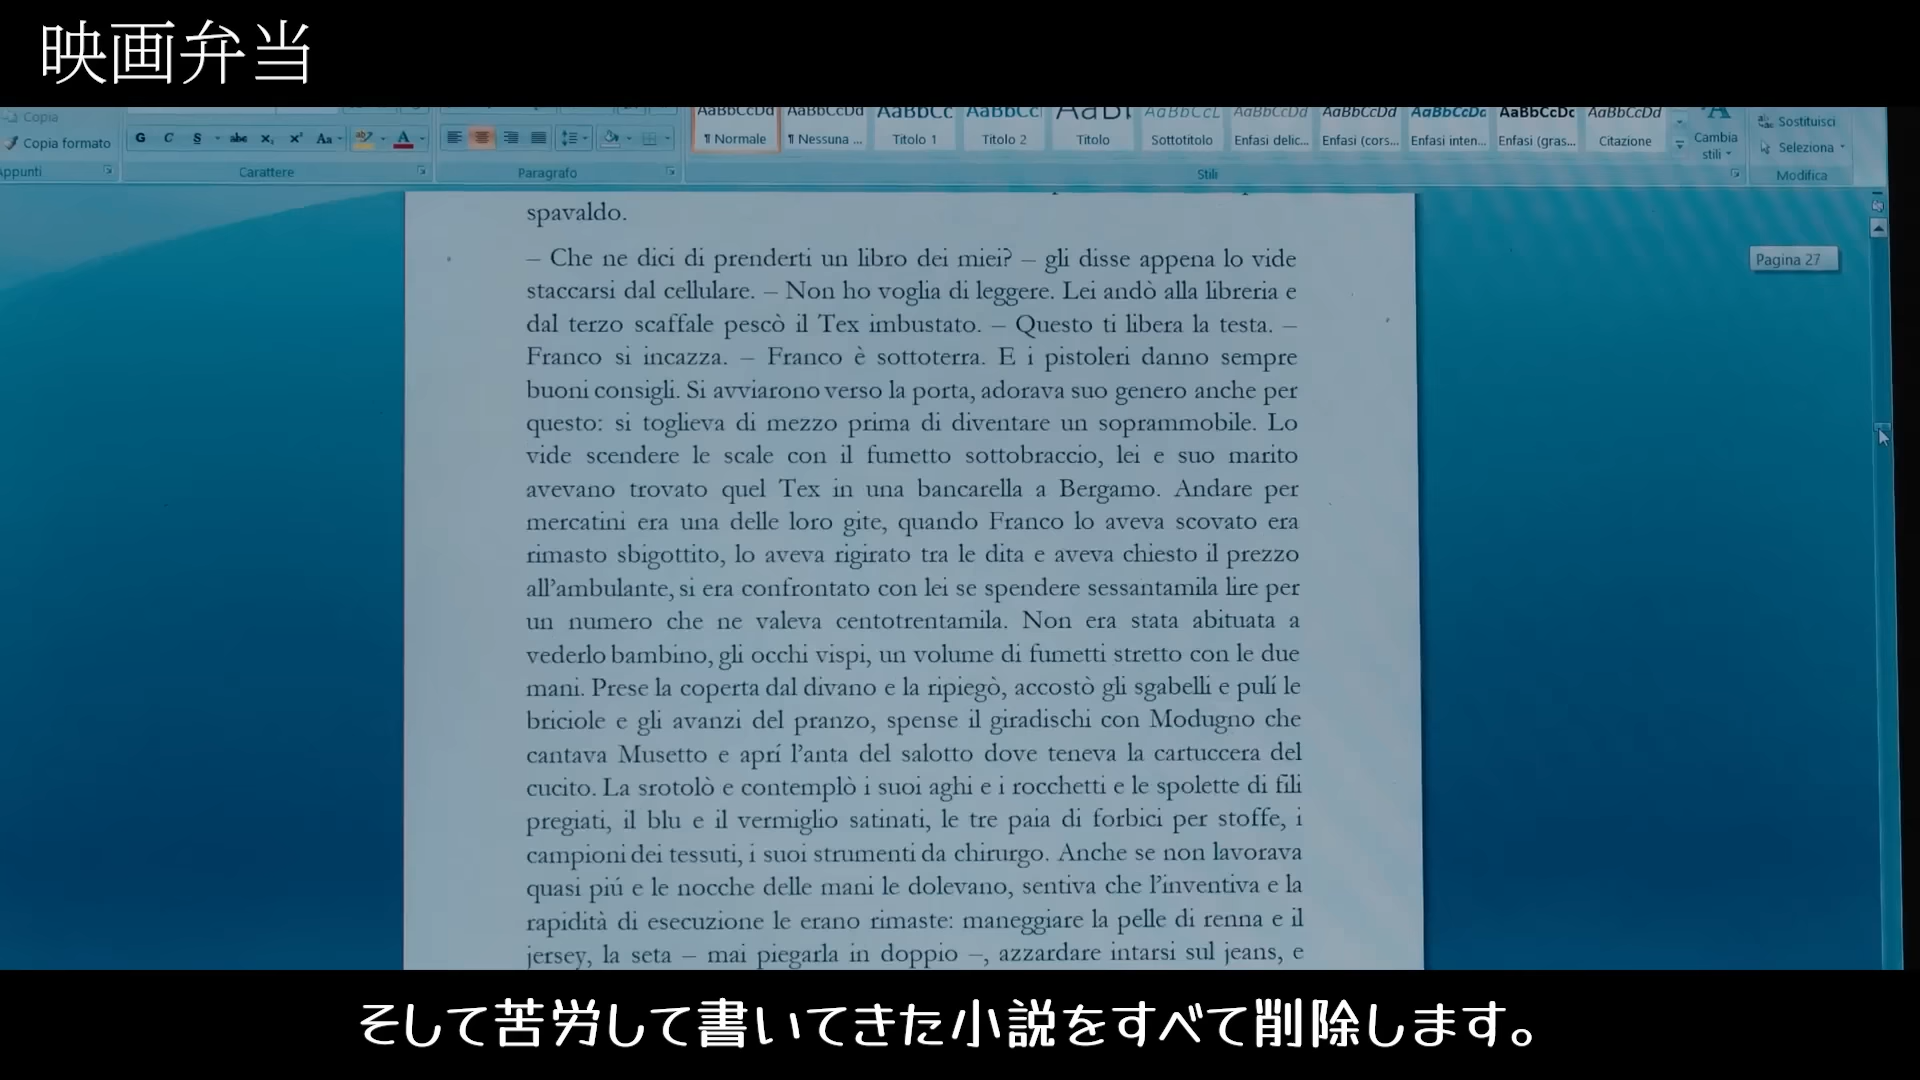 映画弁当
Copia
AaBbCcDd AaBbCcDd AaBbCc AaBbCc AaBl AaBbCcL AaBbCcDd AaBbCcDd AaBbCcDc AaBbCcDc AaBbCcDd
Sostituisci
Copia formato
G C S abc x₂ x² Aa ab A
¶ Normale ¶ Nessuna ... Titolo 1 Titolo 2 Titolo Sottotitolo Enfasi delic... Enfasi (cors... Enfasi inten... Enfasi (gras... Citazione
Cambia
stili
Seleziona
Appunti Carattere Paragrafo Stili Modifica
spavaldo.
– Che ne dici di prenderti un libro dei miei? – gli disse appena lo vide
Pagina 27
staccarsi dal cellulare. – Non ho voglia di leggere. Lei andò alla libreria e
dal terzo scaffale pescò il Tex imbustato. – Questo ti libera la testa. –
Franco si incazza. – Franco è sottoterra. E i pistoleri danno sempre
buoni consigli. Si avviarono verso la porta, adorava suo genero anche per
questo: si toglieva di mezzo prima di diventare un soprammobile. Lo
vide scendere le scale con il fumetto sottobraccio, lei e suo marito
avevano trovato quel Tex in una bancarella a Bergamo. Andare per
mercatini era una delle loro gite, quando Franco lo aveva scovato era
rimasto sbigottito, lo aveva rigirato tra le dita e aveva chiesto il prezzo
all’ambulante, si era confrontato con lei se spendere sessantamila lire per
un numero che ne valeva centotrentamila. Non era stata abituata a
vederlo bambino, gli occhi vispi, un volume di fumetti stretto con le due
mani. Prese la coperta dal divano e la ripiegò, accostò gli sgabelli e pulí le
briciole e gli avanzi del pranzo, spense il giradischi con Modugno che
cantava Musetto e aprí l’anta del salotto dove teneva la cartuccera del
cucito. La srotolò e contemplò i suoi aghi e i rocchetti e le spolette di fili
pregiati, il blu e il vermiglio satinati, le tre paia di forbici per stoffe, i
campioni dei tessuti, i suoi strumenti da chirurgo. Anche se non lavorava
quasi piú e le nocche delle mani le dolevano, sentiva che l’inventiva e la
rapidità di esecuzione le erano rimaste: maneggiare la pelle di renna e il
jersey, la seta – mai piegarla in doppio –, azzardare intarsi sul jeans, e
そして苦労して書いてきた小説をすべて削除します。